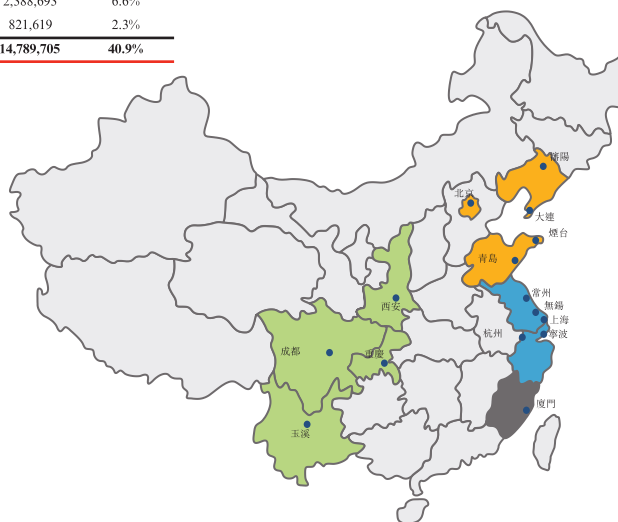 2,588,693 6.6%
821,619 2.3%
14,789,705 40.9%
瀋陽
北京
大連
煙台
青島
常州
無錫
西安
上海
杭州
寧波
成都
重慶
廈門
玉溪